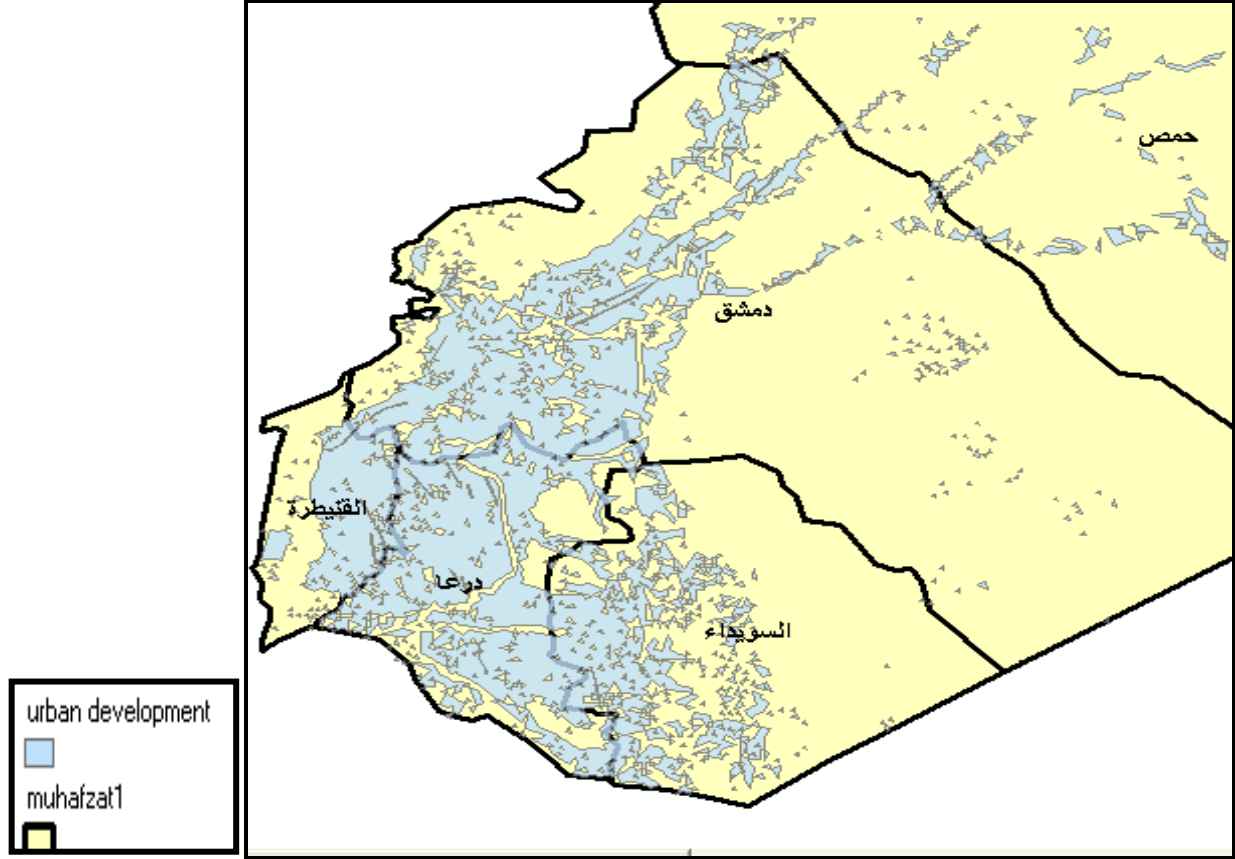 حمص
دمشق
القنيطرة
درعا
السويداء
urban development
muhafzat1